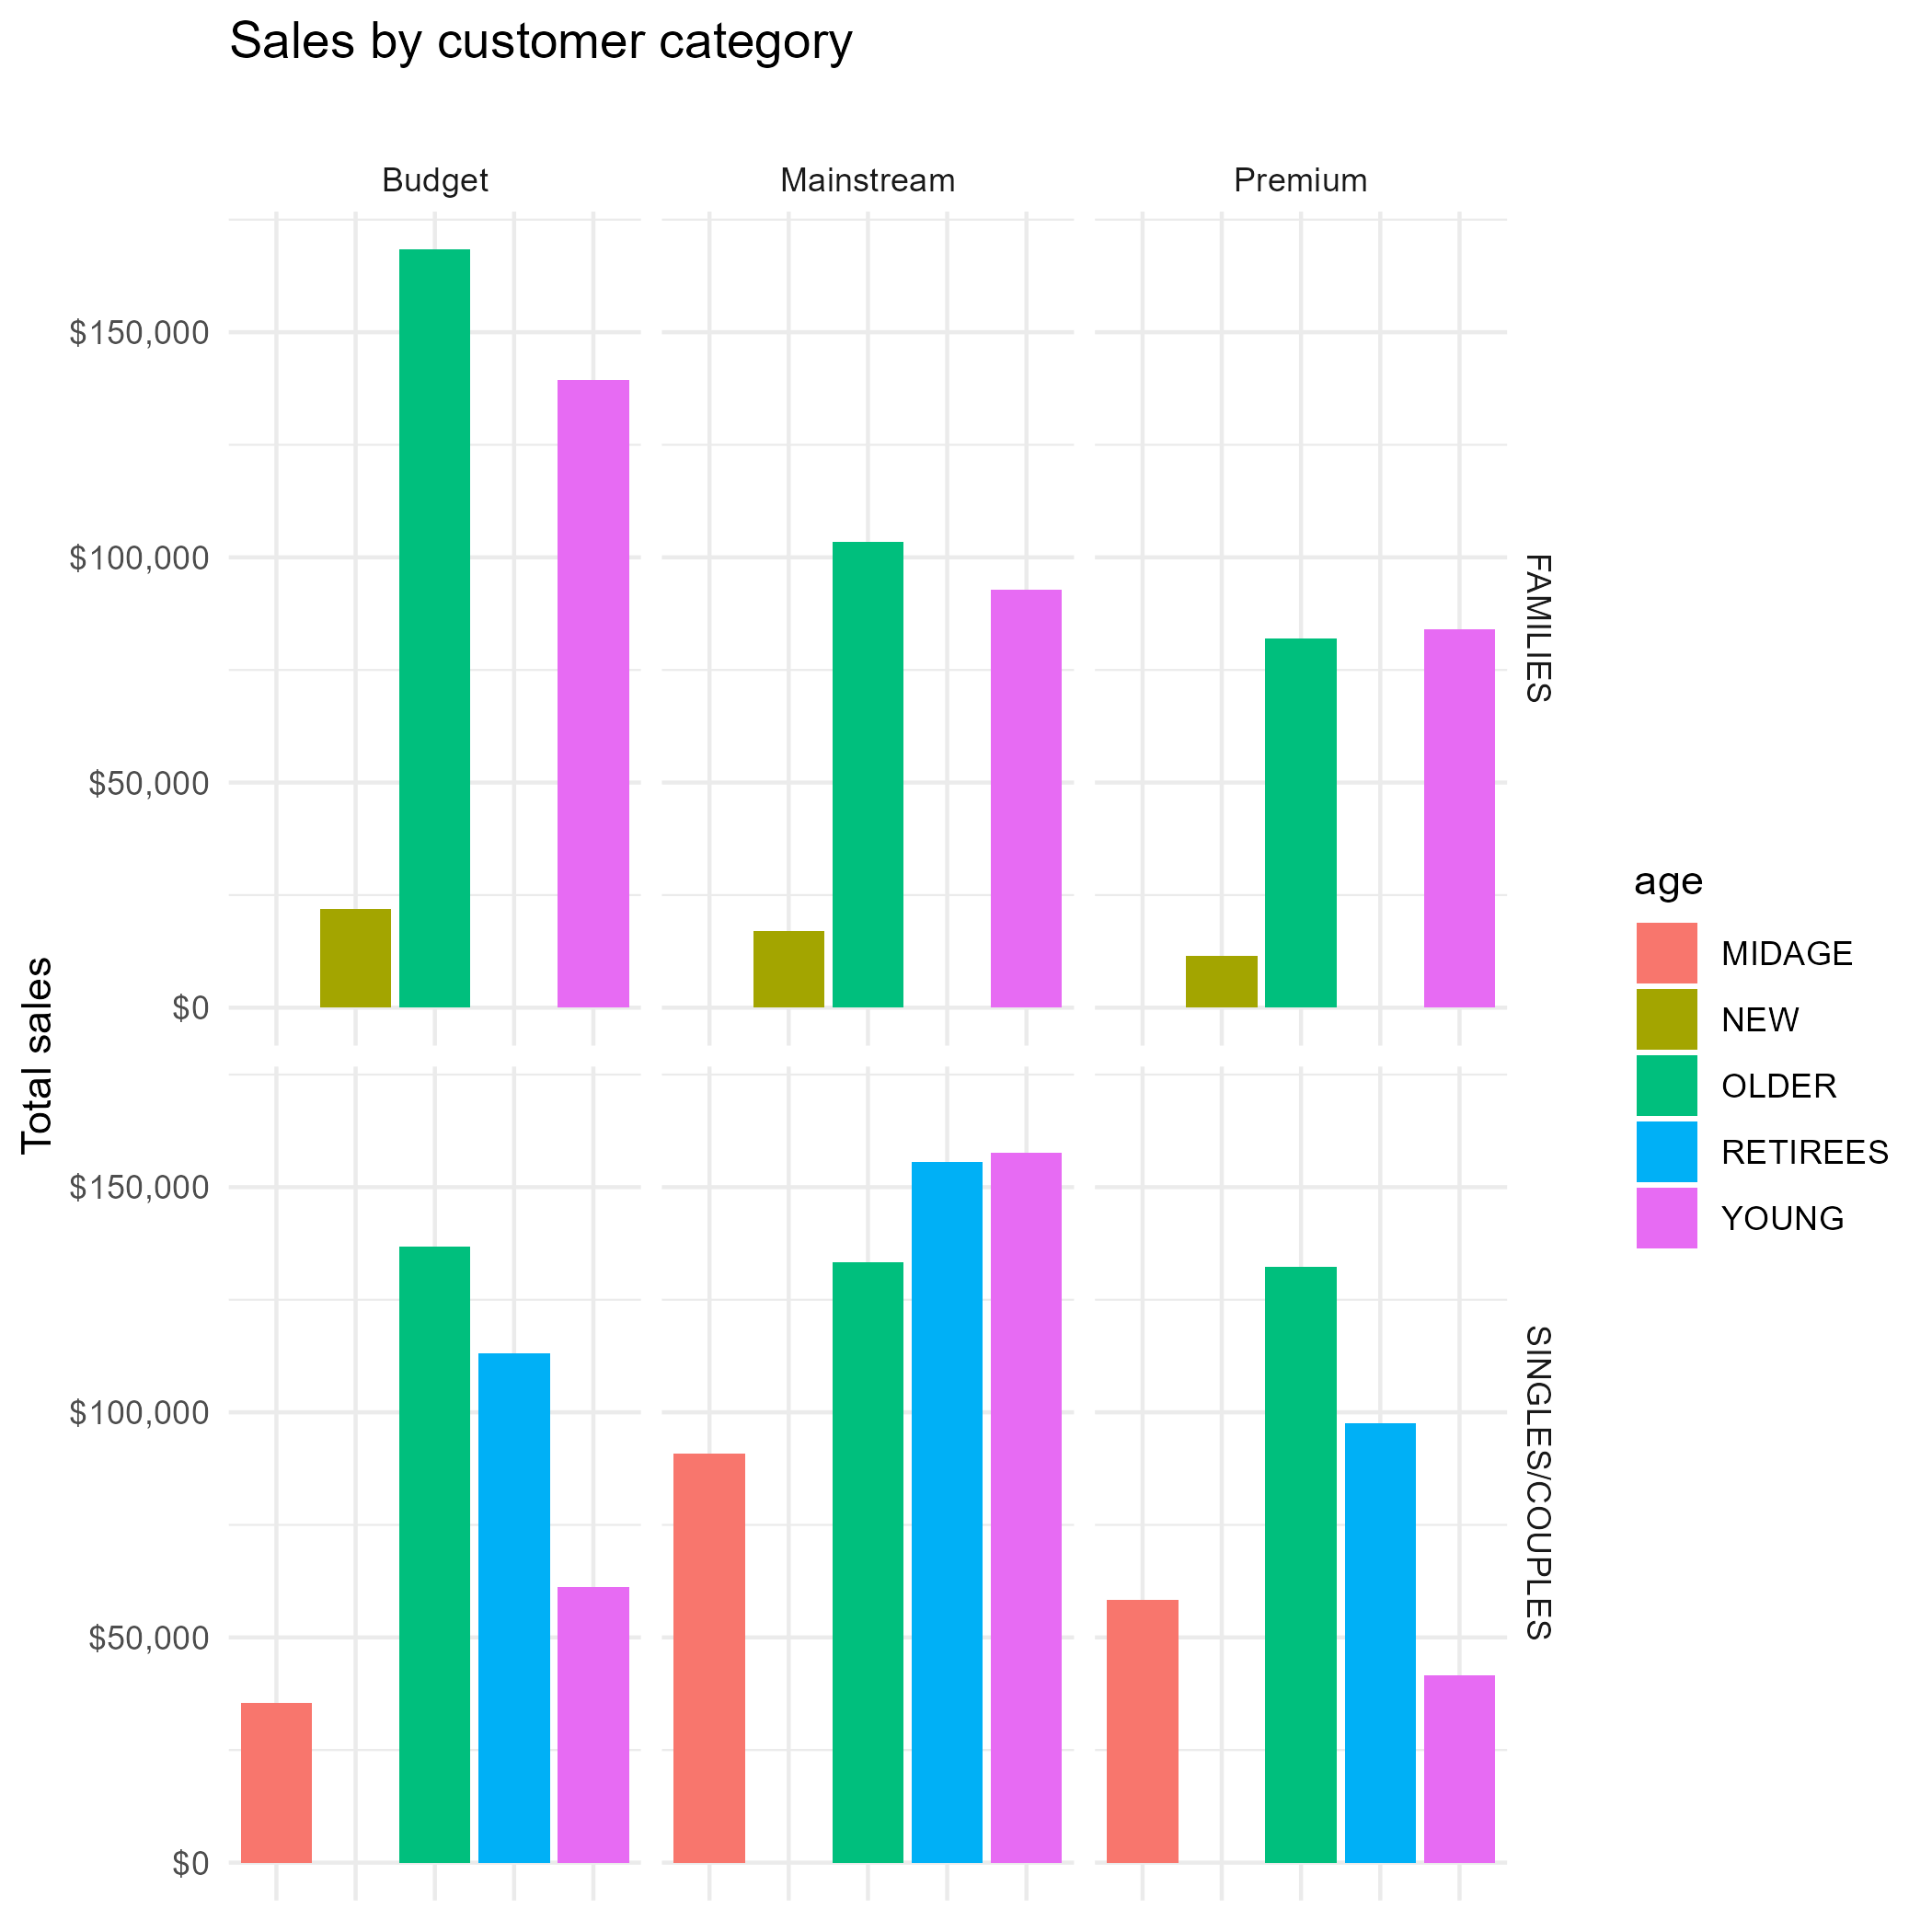 Sales by customer category
Budget
Mainstream
Premium
$150,000
$100,000
$50,000
$0
FAMILIES
$150,000
$100,000
$50,000
$0
SINGLES/COUPLES
Total sales
age
MIDAGE
NEW
OLDER
RETIREES
YOUNG